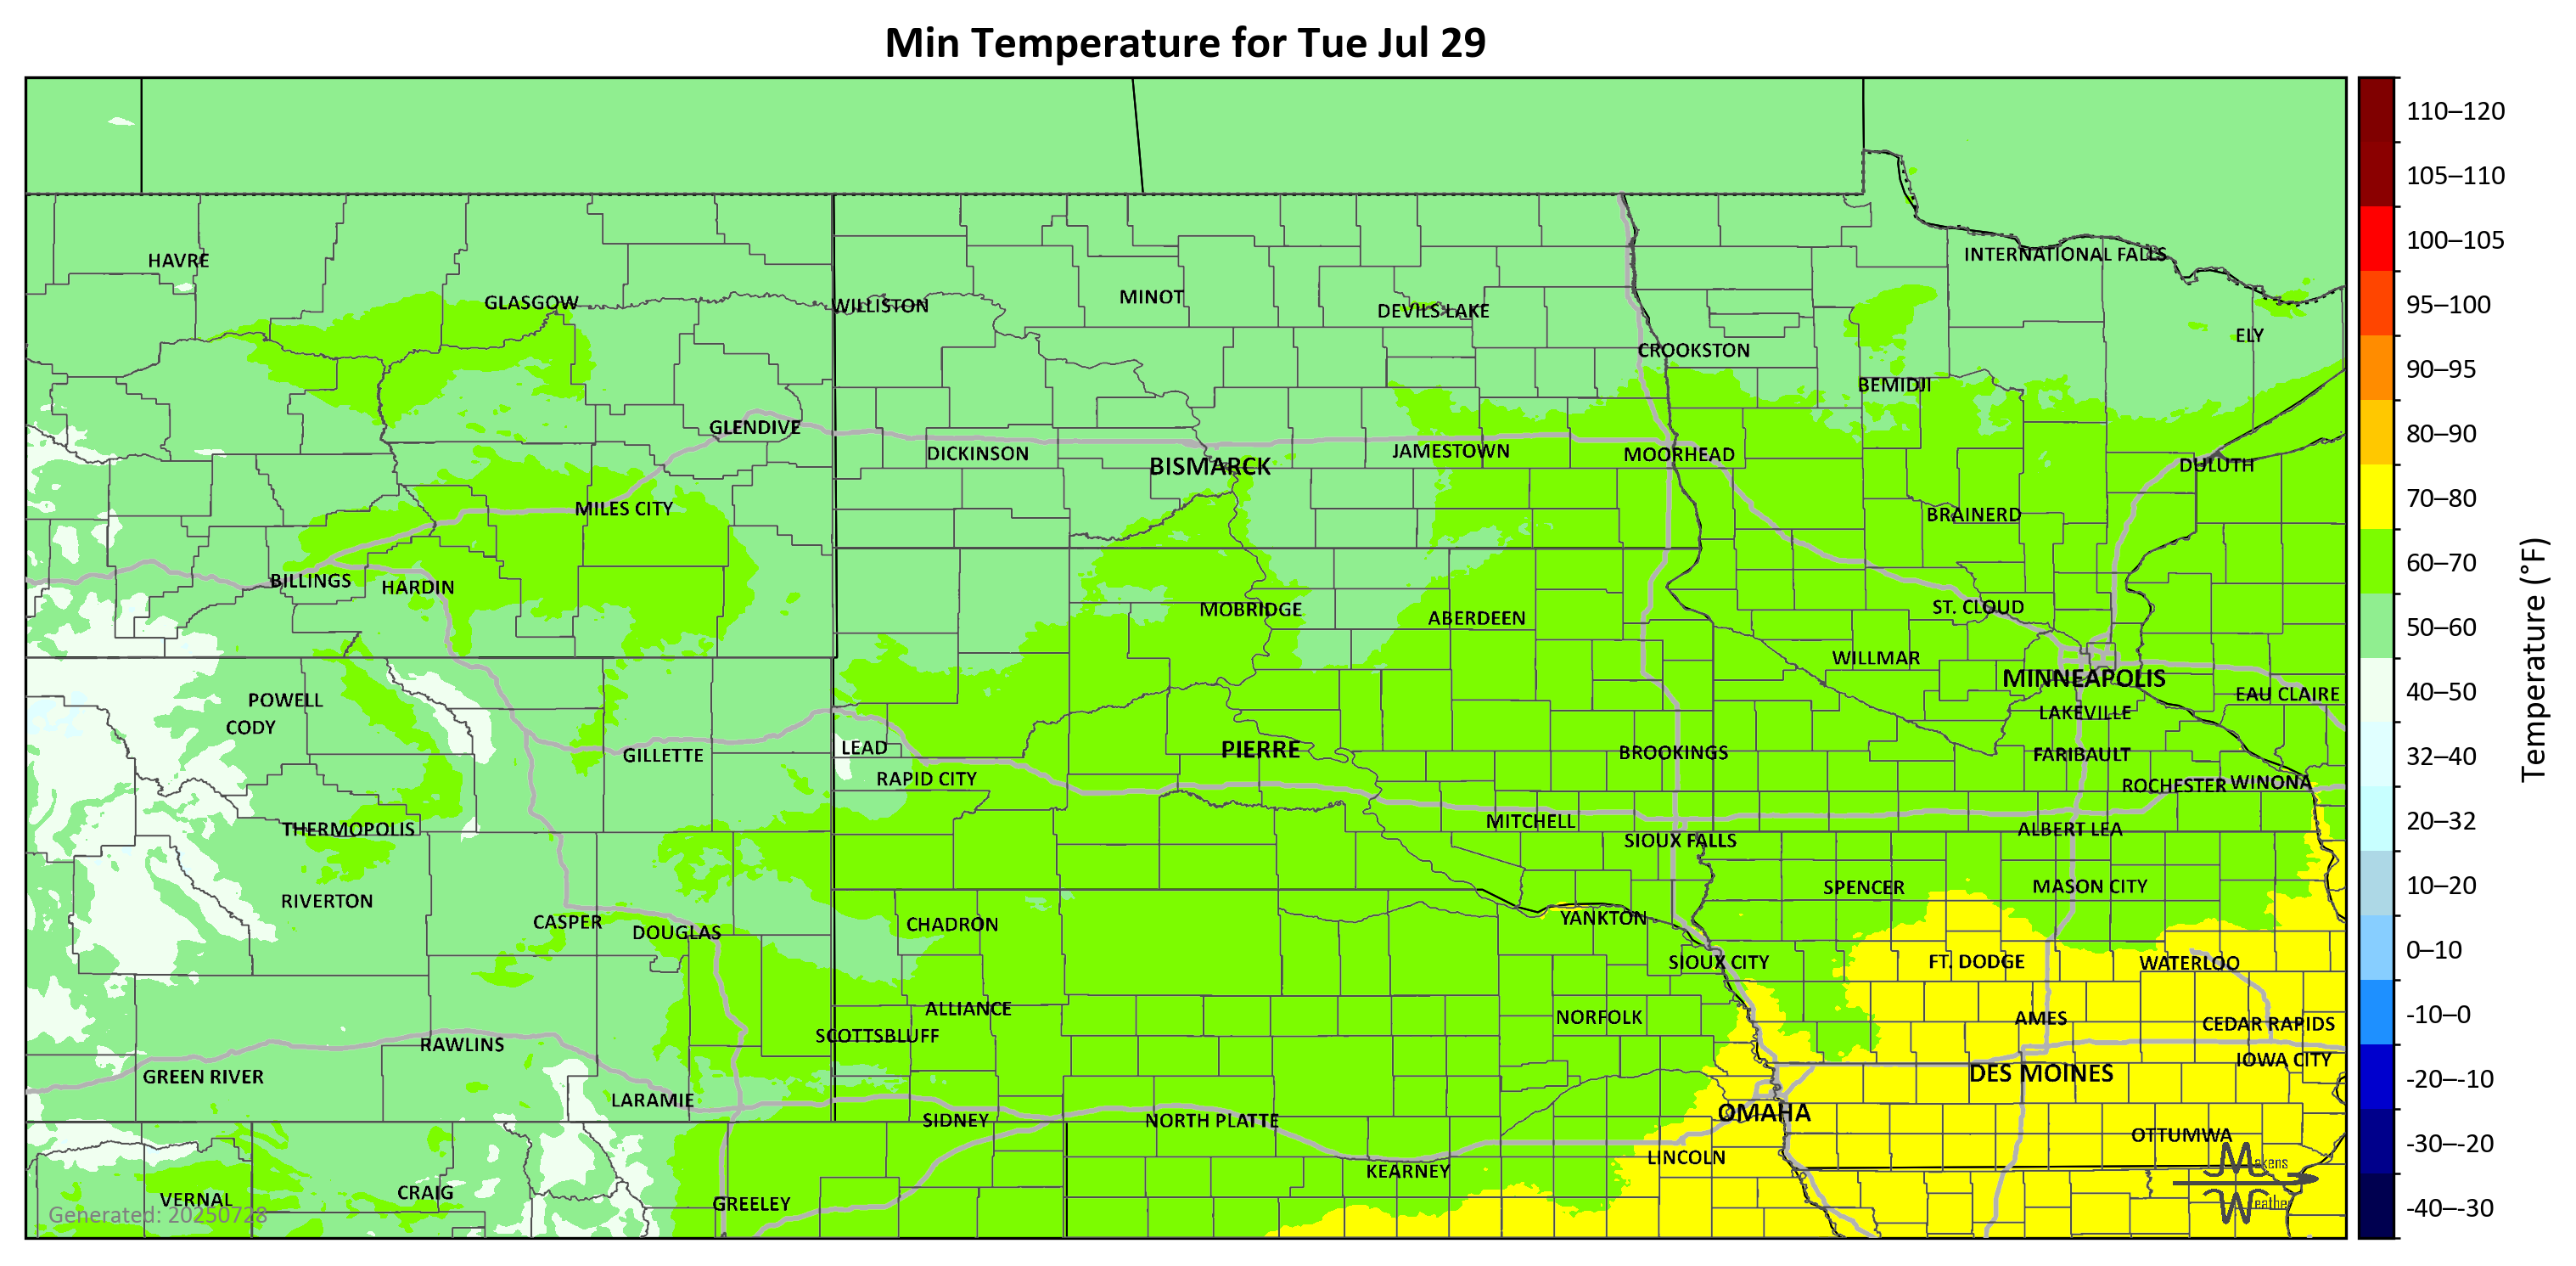 Min Temperature for Tue Jul 29
110–120
105–110
100–105
95–100
90–95
80–90
70–80
60–70
50–60
40–50
32–40
20–32
10–20
0–10
-10–0
-20–-10
-30–-20
-40–-30
Temperature (°F)
HAVRE
INTERNATIONAL FALLS
GLASGOW
WILLISTON
MINOT
DEVILS LAKE
ELY
CROOKSTON
BEMIDJI
GLENDIVE
DICKINSON
BISMARCK
JAMESTOWN
MOORHEAD
DULUTH
MILES CITY
BRAINERD
BILLINGS
HARDIN
MOBRIDGE
ABERDEEN
ST. CLOUD
WILLMAR
MINNEAPOLIS
EAU CLAIRE
POWELL
CODY
LAKEVILLE
GILLETTE
LEAD
PIERRE
BROOKINGS
FARIBAULT
RAPID CITY
ROCHESTER
WINONA
THERMOPOLIS
MITCHELL
SIOUX FALLS
ALBERT LEA
SPENCER
MASON CITY
RIVERTON
CASPER
DOUGLAS
CHADRON
YANKTON
SIOUX CITY
FT. DODGE
WATERLOO
ALLIANCE
NORFOLK
AMES
CEDAR RAPIDS
SCOTTSBLUFF
RAWLINS
IOWA CITY
GREEN RIVER
DES MOINES
LARAMIE
SIDNEY
NORTH PLATTE
OMAHA
OTTUMWA
LINCOLN
KEARNEY
VERNAL
CRAIG
GREELEY
Makens
Weather
Generated: 20250728